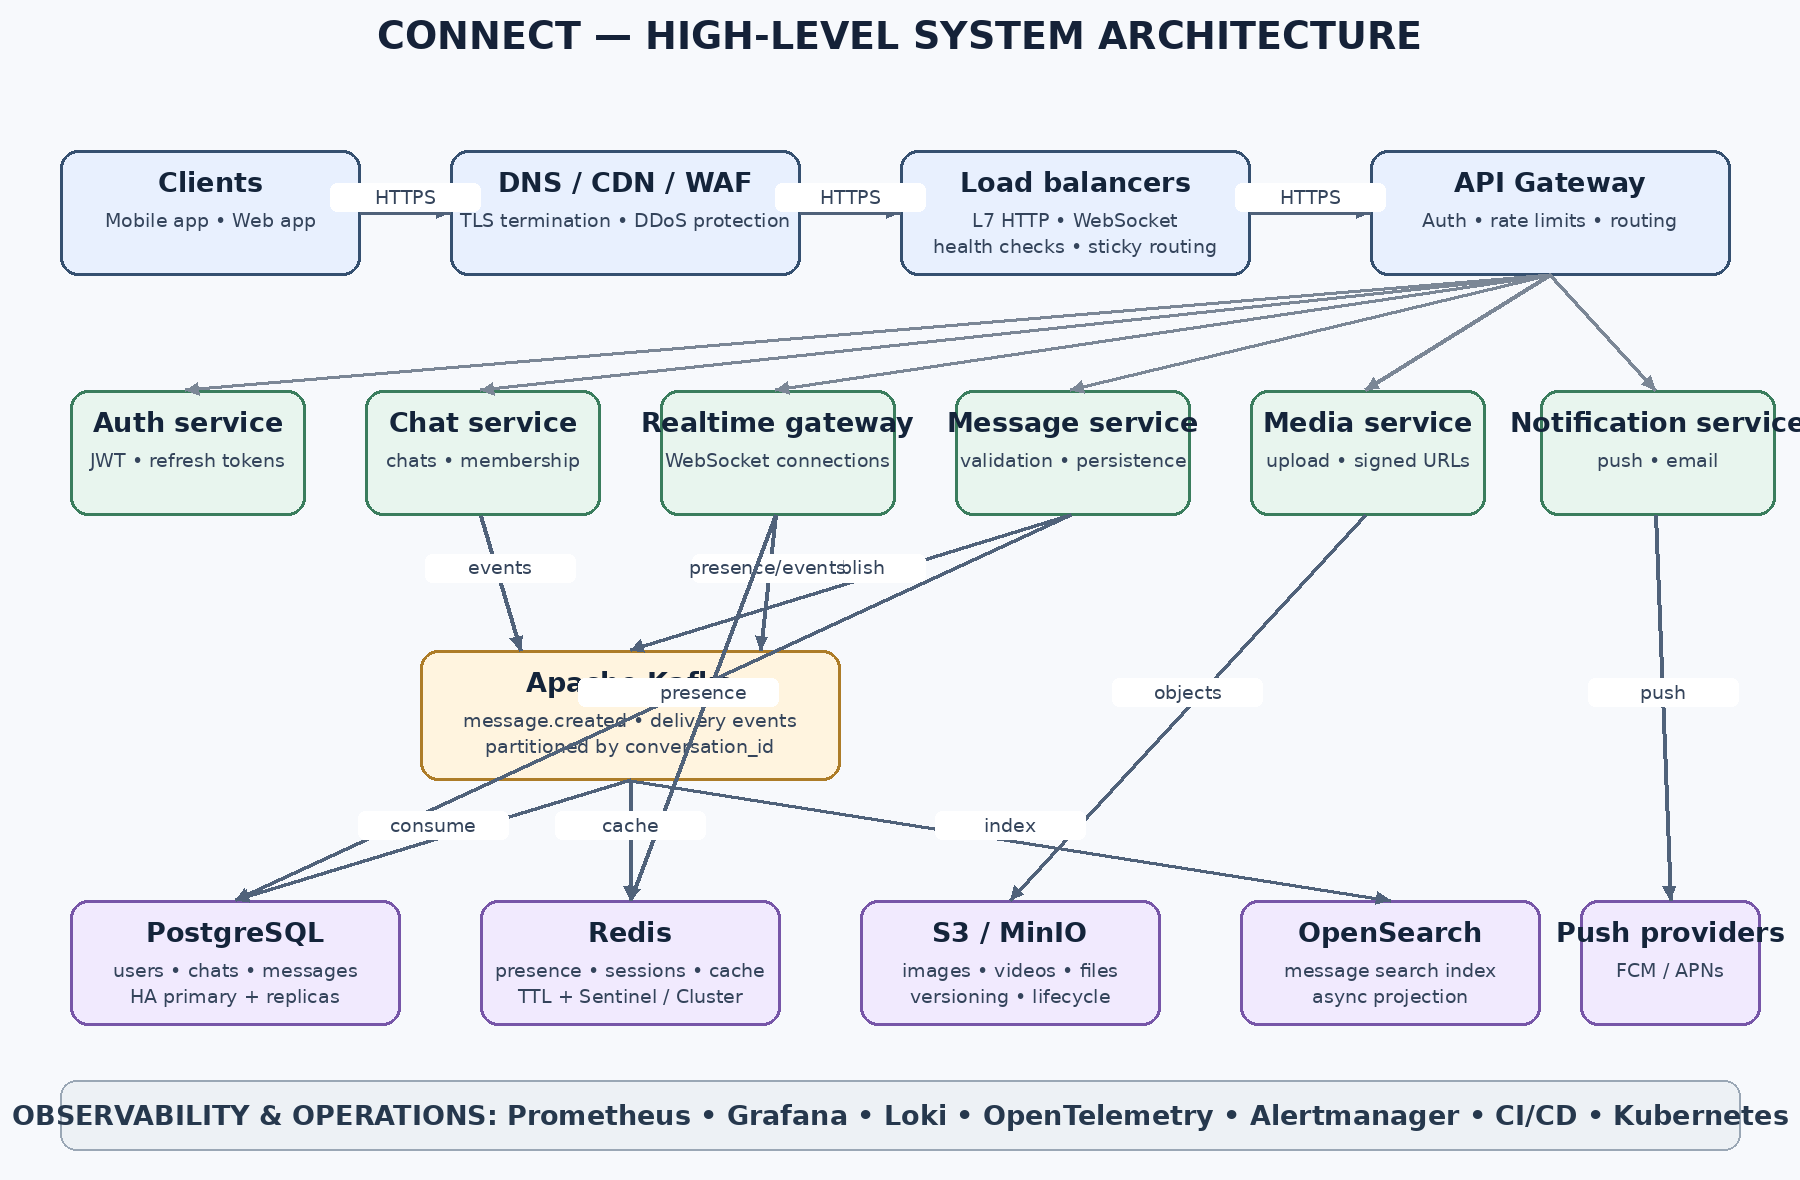 CONNECT — HIGH-LEVEL SYSTEM ARCHITECTURE
Clients
Mobile app • Web app
HTTPS
DNS / CDN / WAF
TLS termination • DDoS protection
HTTPS
Load balancers
L7 HTTP • WebSocket
health checks • sticky routing
HTTPS
API Gateway
Auth • rate limits • routing
Auth service
JWT • refresh tokens
Chat service
chats • membership
Realtime gateway
WebSocket connections
Message service
validation • persistence
Media service
upload • signed URLs
Notification service
push • email
events
presence/events
Apache Kafka
message.created • delivery events
partitioned by conversation_id
presence
objects
push
consume
cache
index
PostgreSQL
users • chats • messages
HA primary + replicas
Redis
presence • sessions • cache
TTL + Sentinel / Cluster
S3 / MinIO
images • videos • files
versioning • lifecycle
OpenSearch
message search index
async projection
Push providers
FCM / APNs
OBSERVABILITY & OPERATIONS: Prometheus • Grafana • Loki • OpenTelemetry • Alertmanager • CI/CD • Kubernetes